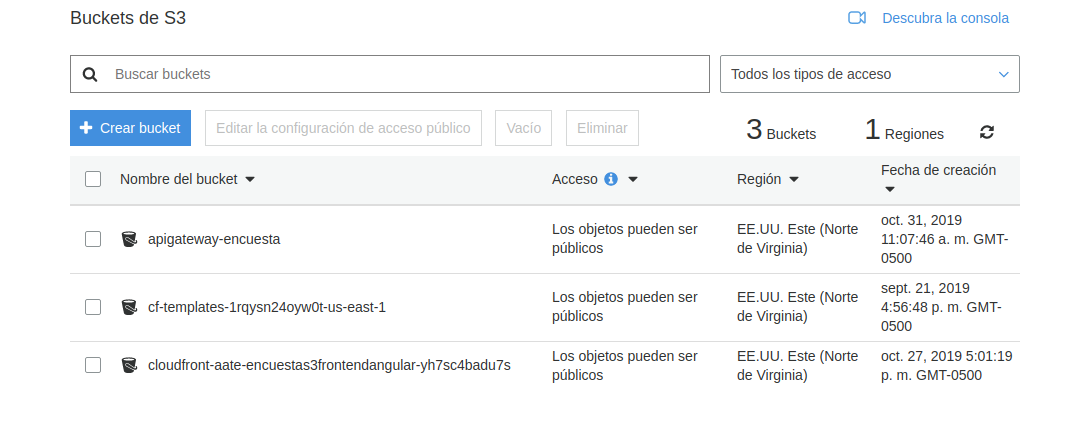 Buckets de S3
Descubra la consola
Buscar buckets
Todos los tipos de acceso
Crear bucket
Editar la configuración de acceso público
Vacío
Eliminar
3 Buckets
1 Regiones
Nombre del bucket
Acceso
Región
Fecha de creación
apigateway-encuesta
Los objetos pueden ser
públicos
EE.UU. Este (Norte
de Virginia)
oct. 31, 2019
11:07:46 a. m. GMT-
0500
cf-templates-1rqysn24oyw0t-us-east-1
Los objetos pueden ser
públicos
EE.UU. Este (Norte
de Virginia)
sept. 21, 2019
4:56:48 p. m. GMT-
0500
cloudfront-aate-encuestas3frontendangular-yh7sc4badu7s
Los objetos pueden ser
públicos
EE.UU. Este (Norte
de Virginia)
oct. 27, 2019 5:01:19
p. m. GMT-0500